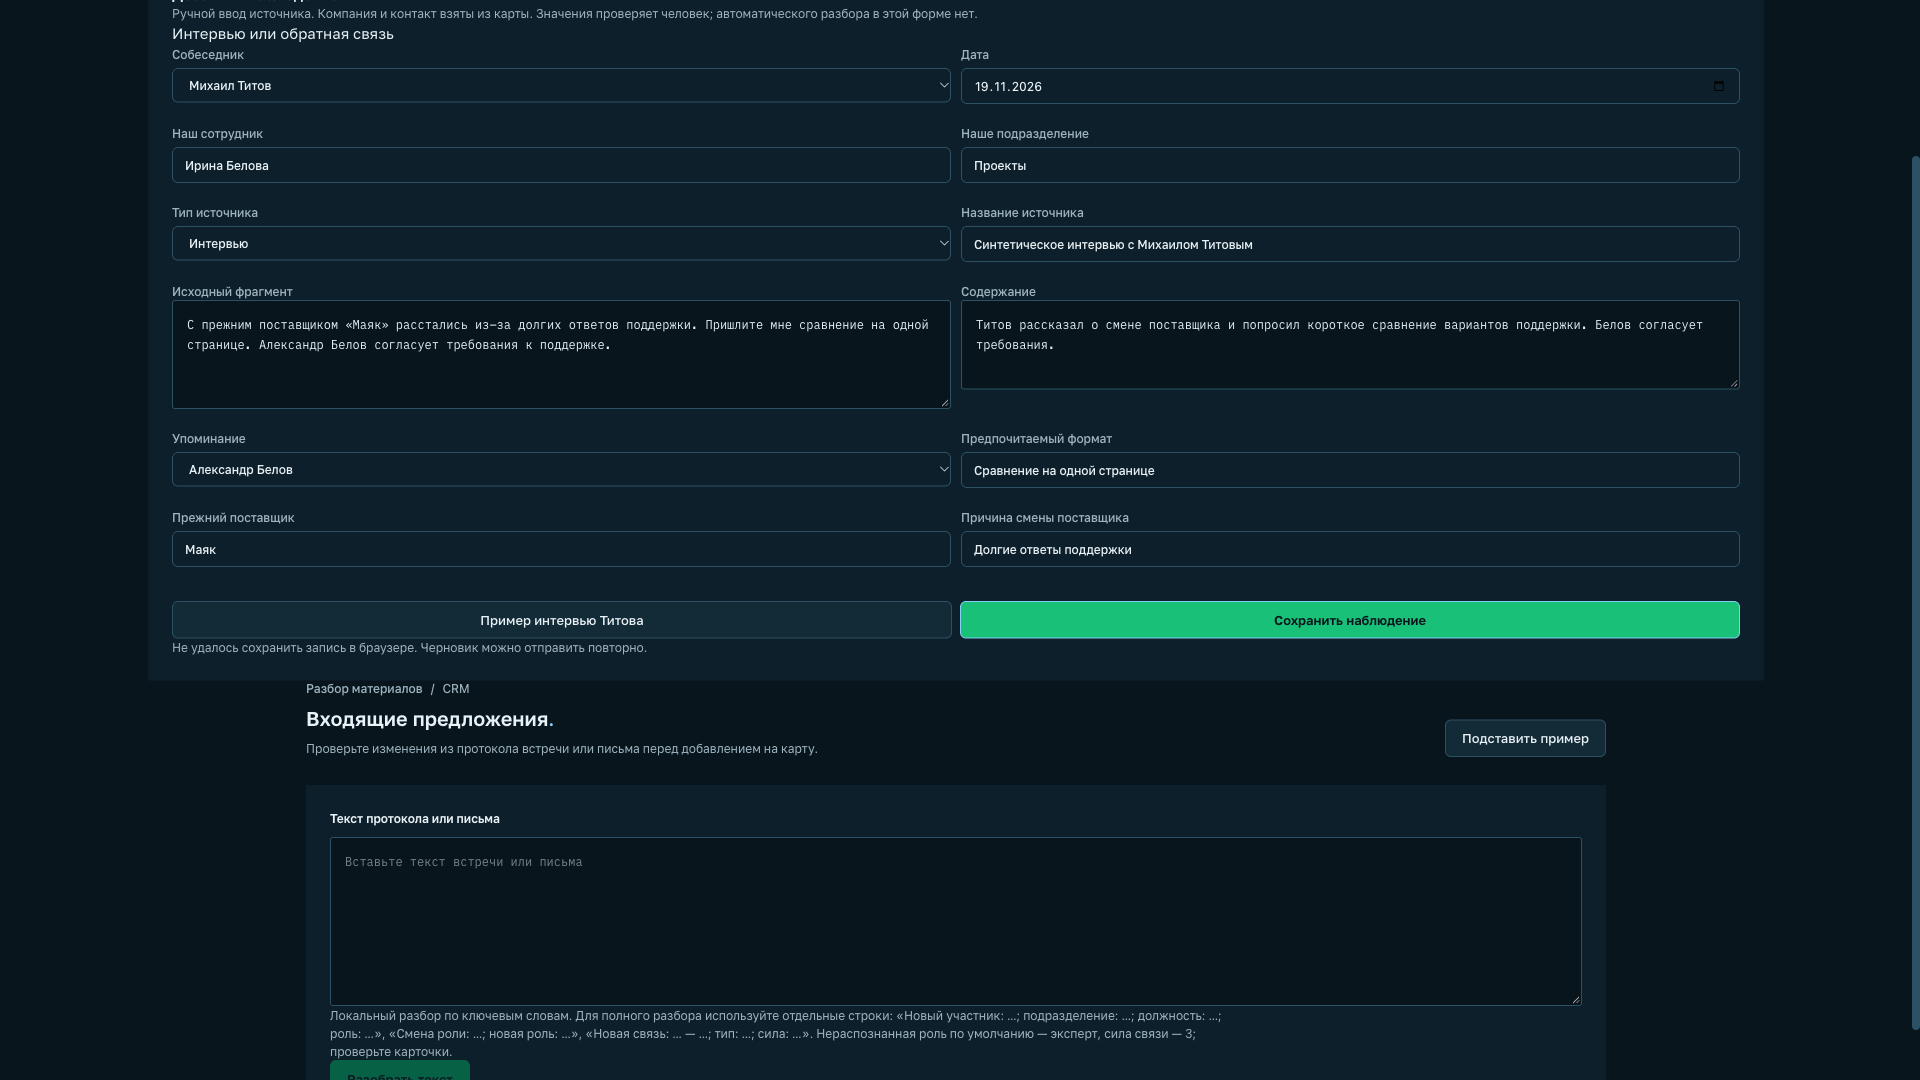 Ручной ввод источника. Компания и контакт взяты из карты. Значения проверяет человек; автоматического разбора в этой форме нет.
Интервью или обратная связь
Собеседник
Дата
Михаил Титов
19.11.2026
Наш сотрудник
Наше подразделение
Ирина Белова
Проекты
Тип источника
Название источника
Интервью
Синтетическое интервью с Михаилом Титовым
Исходный фрагмент
Содержание
С прежним поставщиком «Маяк» расстались из-за долгих ответов поддержки. Пришлите мне сравнение на одной
странице. Александр Белов согласует требования к поддержке.
Титов рассказал о смене поставщика и попросил короткое сравнение вариантов поддержки. Белов согласует
требования.
Упоминание
Предпочитаемый формат
Александр Белов
Сравнение на одной странице
Прежний поставщик
Причина смены поставщика
Маяк
Долгие ответы поддержки
Пример интервью Титова
Сохранить наблюдение
Не удалось сохранить запись в браузере. Черновик можно отправить повторно.
Разбор материалов / CRM
Входящие предложения.
Проверьте изменения из протокола встречи или письма перед добавлением на карту.
Подставить пример
Текст протокола или письма
Вставьте текст встречи или письма
Локальный разбор по ключевым словам. Для полного разбора используйте отдельные строки: «Новый участник: ...; подразделение: ...; должность: ...;
роль: ...», «Смена роли: ...; новая роль: ...», «Новая связь: ... — ...; тип: ...; сила: ...». Нераспознанная роль по умолчанию — эксперт, сила связи — 3;
проверьте карточки.
Разобрать текст